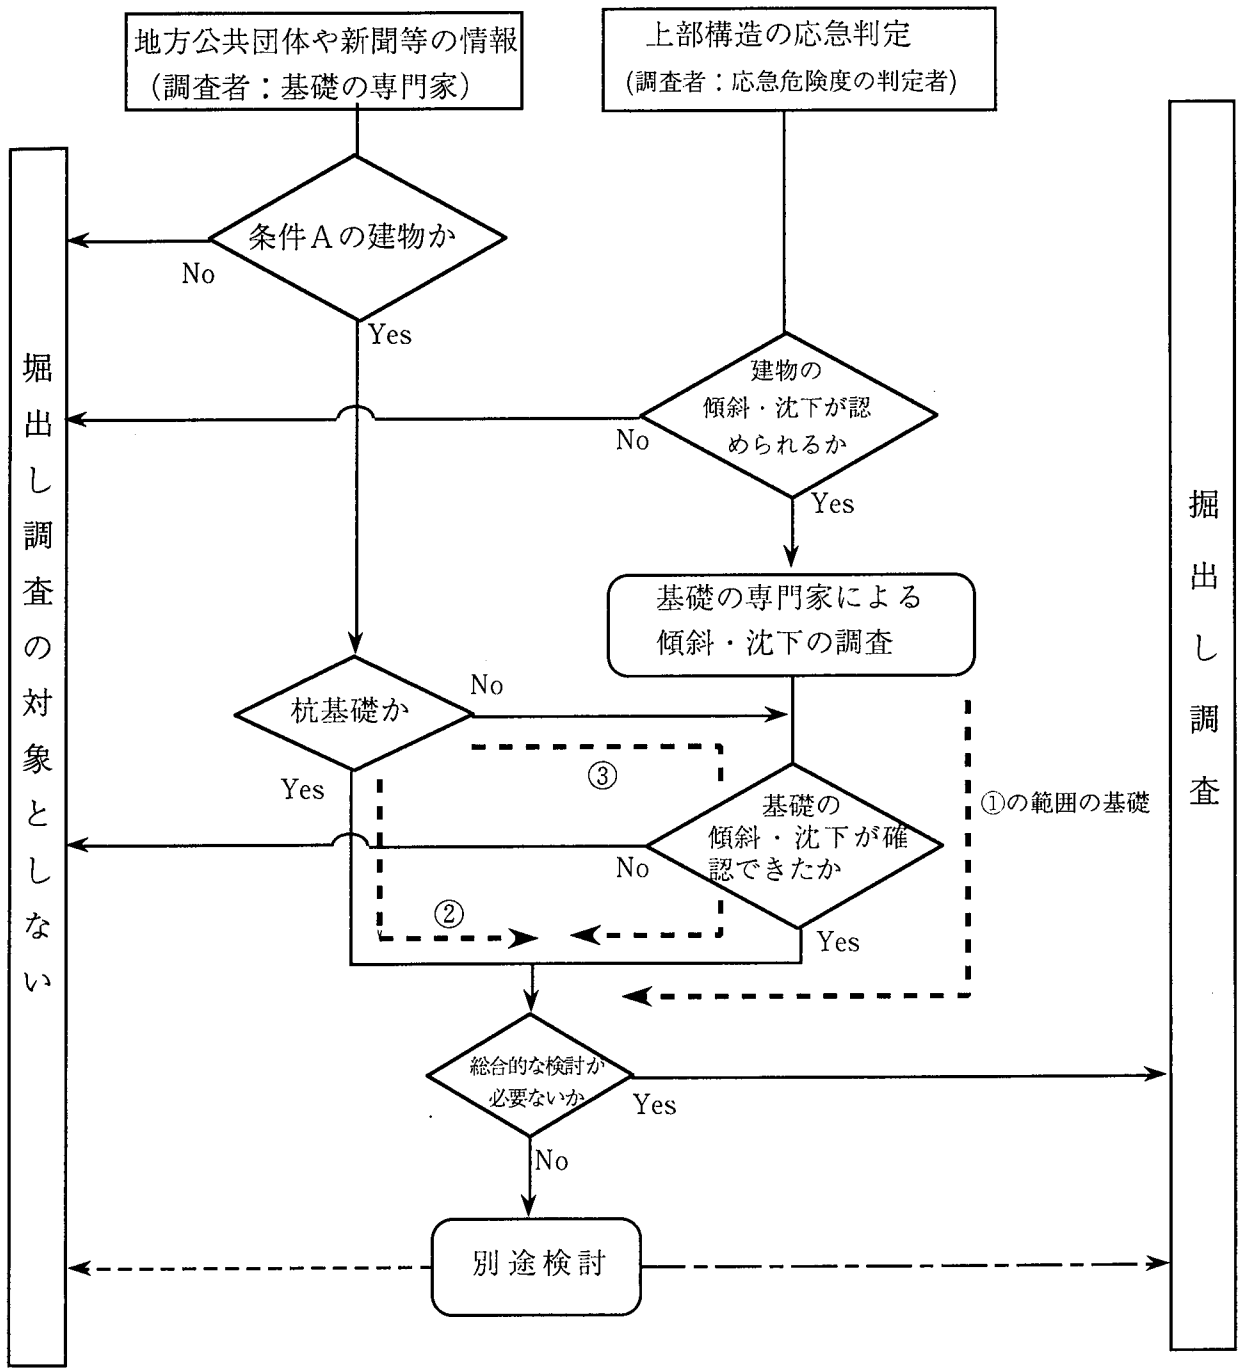 地方公共団体や新聞等の情報
(調査者：基礎の専門家)
上部構造の応急判定
(調査者：応急危険度の判定者)
条件Aの建物か
No
Yes
建物の
傾斜・沈下が認
められるか
No
Yes
基礎の専門家による
傾斜・沈下の調査
杭基礎か
No
Yes
③
①の範囲の基礎
基礎の
傾斜・沈下が確
認できたか
No
Yes
②
総合的な検討が
必要ないか
Yes
No
別途検討
堀出し調査の対象としない
掘出し調査